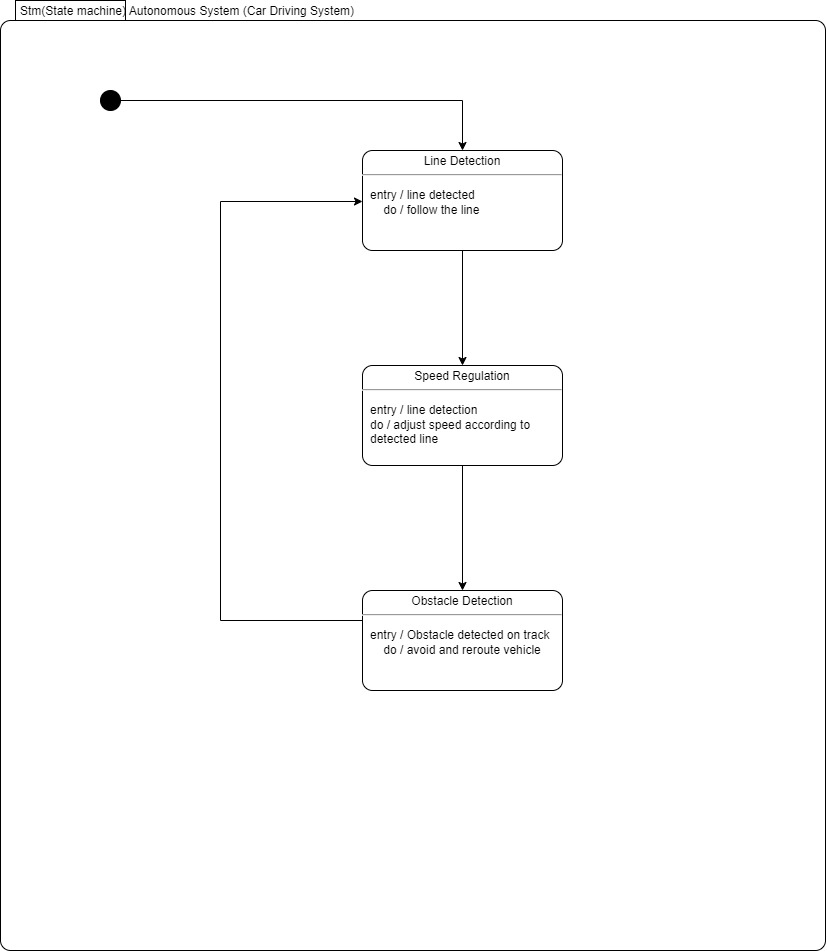 Stm(State machine) Autonomous System (Car Driving System)
Line Detection
entry / line detected
do / follow the line
Speed Regulation
entry / line detection
do / adjust speed according to
detected line
Obstacle Detection
entry / Obstacle detected on track
do / avoid and reroute vehicle